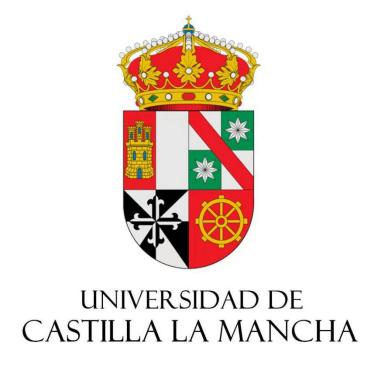 UNIVERSIDAD DE
CASTILLA LA MANCHA